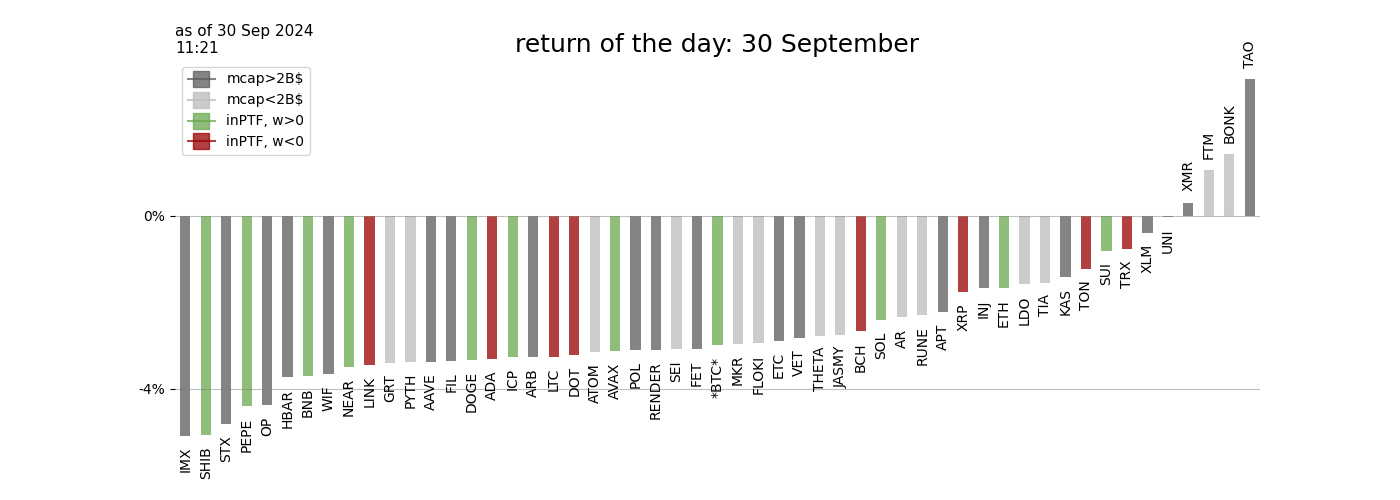 as of 30 Sep 2024
11:21
return of the day: 30 September
mcap>2B$
mcap<2B$
inPTF, w>0
inPTF, w<0
0%
-4%
IMX
SHIB
STX
PEPE
OP
HBAR
BNB
WIF
NEAR
LINK
GRT
PYTH
AAVE
FIL
DOGE
ADA
ICP
ARB
LTC
DOT
ATOM
AVAX
POL
RENDER
SEI
FET
*BTC*
MKR
FLOKI
ETC
VET
THETA
JASMY
BCH
SOL
AR
RUNE
APT
XRP
INJ
ETH
LDO
TIA
KAS
TON
SUI
TRX
XLM
UNI
XMR
FTM
BONK
TAO